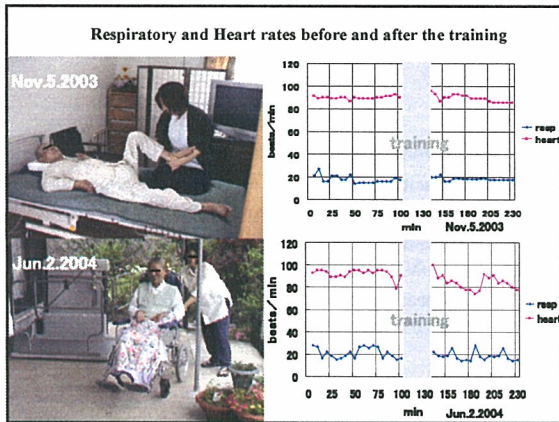 Respiratory and Heart rates before and after the training
Nov.5.2003
beats/min
120
100
80
60
40
20
0
training
resp
heart
0 25 50 75 100 130 155 180 205 230
min
Nov.5.2003
Jun.2.2004
beats/min
120
100
80
60
40
20
0
training
resp
heart
0 25 50 75 100 130 155 180 205 230
min
Jun.2.2004